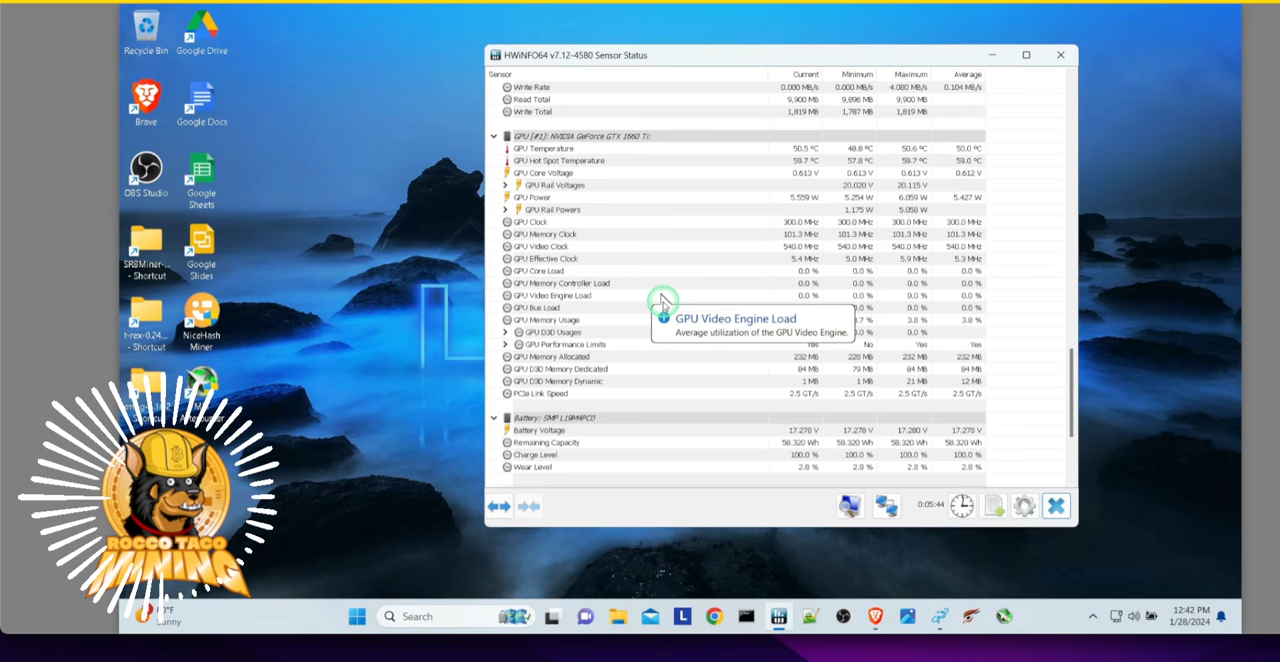 Recycle Bin
Google Drive
Brave
Google Docs
OBS Studio
Google Sheets
SRBMiner-... - Shortcut
Google Slides
t-rex-0.24.... - Shortcut
NiceHash Miner
ROCCO TACO
MINING
HWiNFO64 v7.12-4580 Sensor Status
Sensor Current Minimum Maximum Average
Write Rate 0.000 MB/s 0.000 MB/s 4.080 MB/s 0.104 MB/s
Read Total 9,900 MB 9,896 MB 9,900 MB
Write Total 1,819 MB 1,787 MB 1,819 MB
GPU [#1]: NVIDIA GeForce GTX 1660 Ti:
GPU Temperature 50.5 °C 48.8 °C 50.6 °C 50.0 °C
GPU Hot Spot Temperature 59.7 °C 57.8 °C 59.7 °C 59.0 °C
GPU Core Voltage 0.613 V 0.613 V 0.613 V 0.612 V
GPU Rail Voltages 20.020 V 20.115 V
GPU Power 5.559 W 5.254 W 6.059 W 5.427 W
GPU Rail Powers 1.175 W 5.058 W
GPU Clock 300.0 MHz 300.0 MHz 300.0 MHz 300.0 MHz
GPU Memory Clock 101.3 MHz 101.3 MHz 101.3 MHz 101.3 MHz
GPU Video Clock 540.0 MHz 540.0 MHz 540.0 MHz 540.0 MHz
GPU Effective Clock 5.4 MHz 5.0 MHz 5.9 MHz 5.3 MHz
GPU Core Load 0.0 % 0.0 % 0.0 % 0.0 %
GPU Memory Controller Load 0.0 % 0.0 % 0.0 % 0.0 %
GPU Video Engine Load 0.0 % 0.0 % 0.0 % 0.0 %
GPU Bus Load 0.0 % 0.0 %
GPU Memory Usage 3.8 % 3.8 %
GPU D3D Usages 0.0 %
GPU Performance Limits Yes No Yes Yes
GPU Memory Allocated 232 MB 228 MB 232 MB 232 MB
GPU D3D Memory Dedicated 84 MB 79 MB 84 MB 84 MB
GPU D3D Memory Dynamic 1 MB 1 MB 21 MB 12 MB
PCIe Link Speed 2.5 GT/s 2.5 GT/s 2.5 GT/s 2.5 GT/s
GPU Video Engine Load
Average utilization of the GPU Video Engine.
Battery: SMP L19M4PC0
Battery Voltage 17.278 V 17.278 V 17.280 V 17.278 V
Remaining Capacity 58.320 Wh 58.320 Wh 58.320 Wh 58.320 Wh
Charge Level 100.0 % 100.0 % 100.0 % 100.0 %
Wear Level 2.8 % 2.8 % 2.8 % 2.8 %
0:05:44
Sunny
Search
12:42 PM
1/28/2024